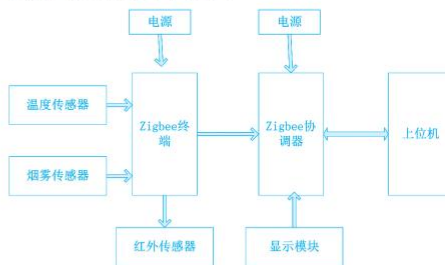 电源
电源
温度传感器
Zigbee终
端
Zigbee协
调器
上位机
烟雾传感器
红外传感器
显示模块